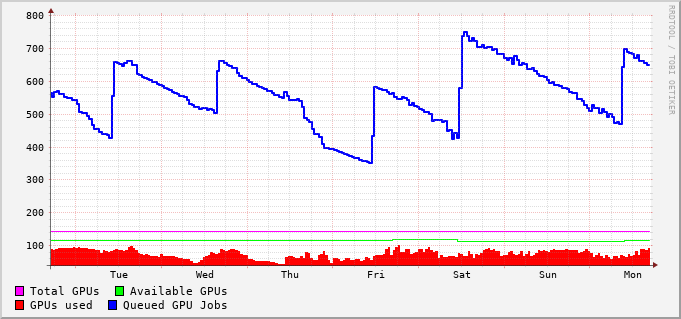 800
700
600
500
400
300
200
100
Tue Wed Thu Fri Sat Sun Mon
Total GPUs Available GPUs
GPUs used Queued GPU Jobs
RRDTOOL / TOBI OETIKER